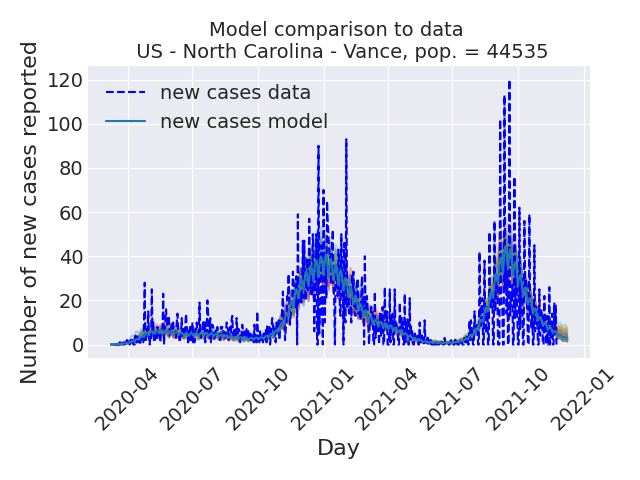 Model comparison to data
US - North Carolina - Vance, pop. = 44535
Number of new cases reported
120
100
80
60
40
20
0
new cases data
new cases model
2020-04
2020-07
2020-10
2021-01
2021-04
2021-07
2021-10
2022-01
Day